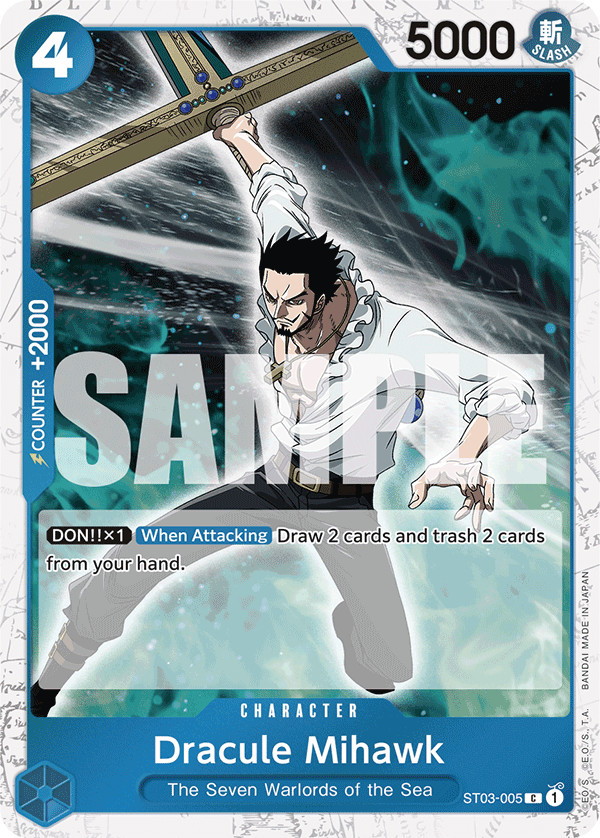 4
5000
斬
SLASH
COUNTER +2000
SAMPLE
DON!!×1 When Attacking Draw 2 cards and trash 2 cards
from your hand.
CHARACTER
Dracule Mihawk
The Seven Warlords of the Sea
ST03-005 C 1
©E.O./S. ©E.O./S.,T.A. BANDAI MADE IN JAPAN